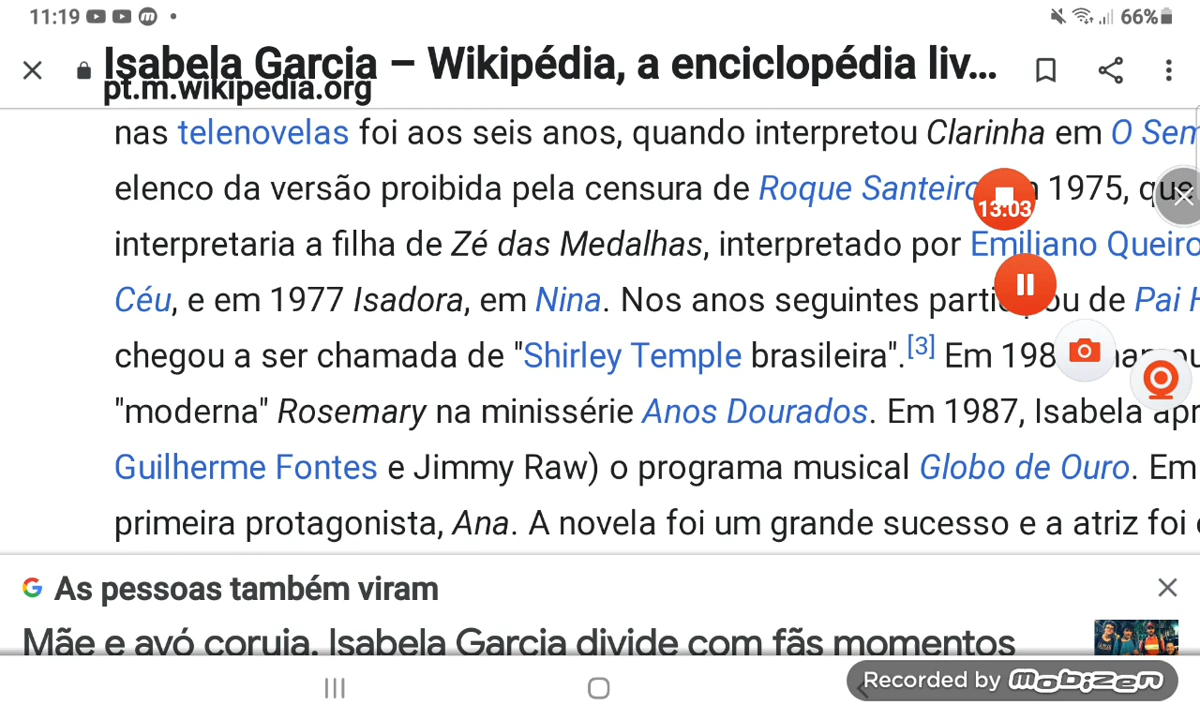 11:19
66%
Isabela Garcia – Wikipédia, a enciclopédia liv...
pt.m.wikipedia.org
nas telenovelas foi aos seis anos, quando interpretou Clarinha em O Sem
elenco da versão proibida pela censura de Roque Santeiro 1975, que
13:03
interpretaria a filha de Zé das Medalhas, interpretado por Emiliano Queiro
Céu, e em 1977 Isadora, em Nina. Nos anos seguintes participou de Pai H
chegou a ser chamada de "Shirley Temple brasileira".[3] Em 198
"moderna" Rosemary na minissérie Anos Dourados. Em 1987, Isabela apr
Guilherme Fontes e Jimmy Raw) o programa musical Globo de Ouro. Em
primeira protagonista, Ana. A novela foi um grande sucesso e a atriz foi
As pessoas também viram
Mãe e avó coruja, Isabela Garcia divide com fãs momentos
Recorded by mobizen